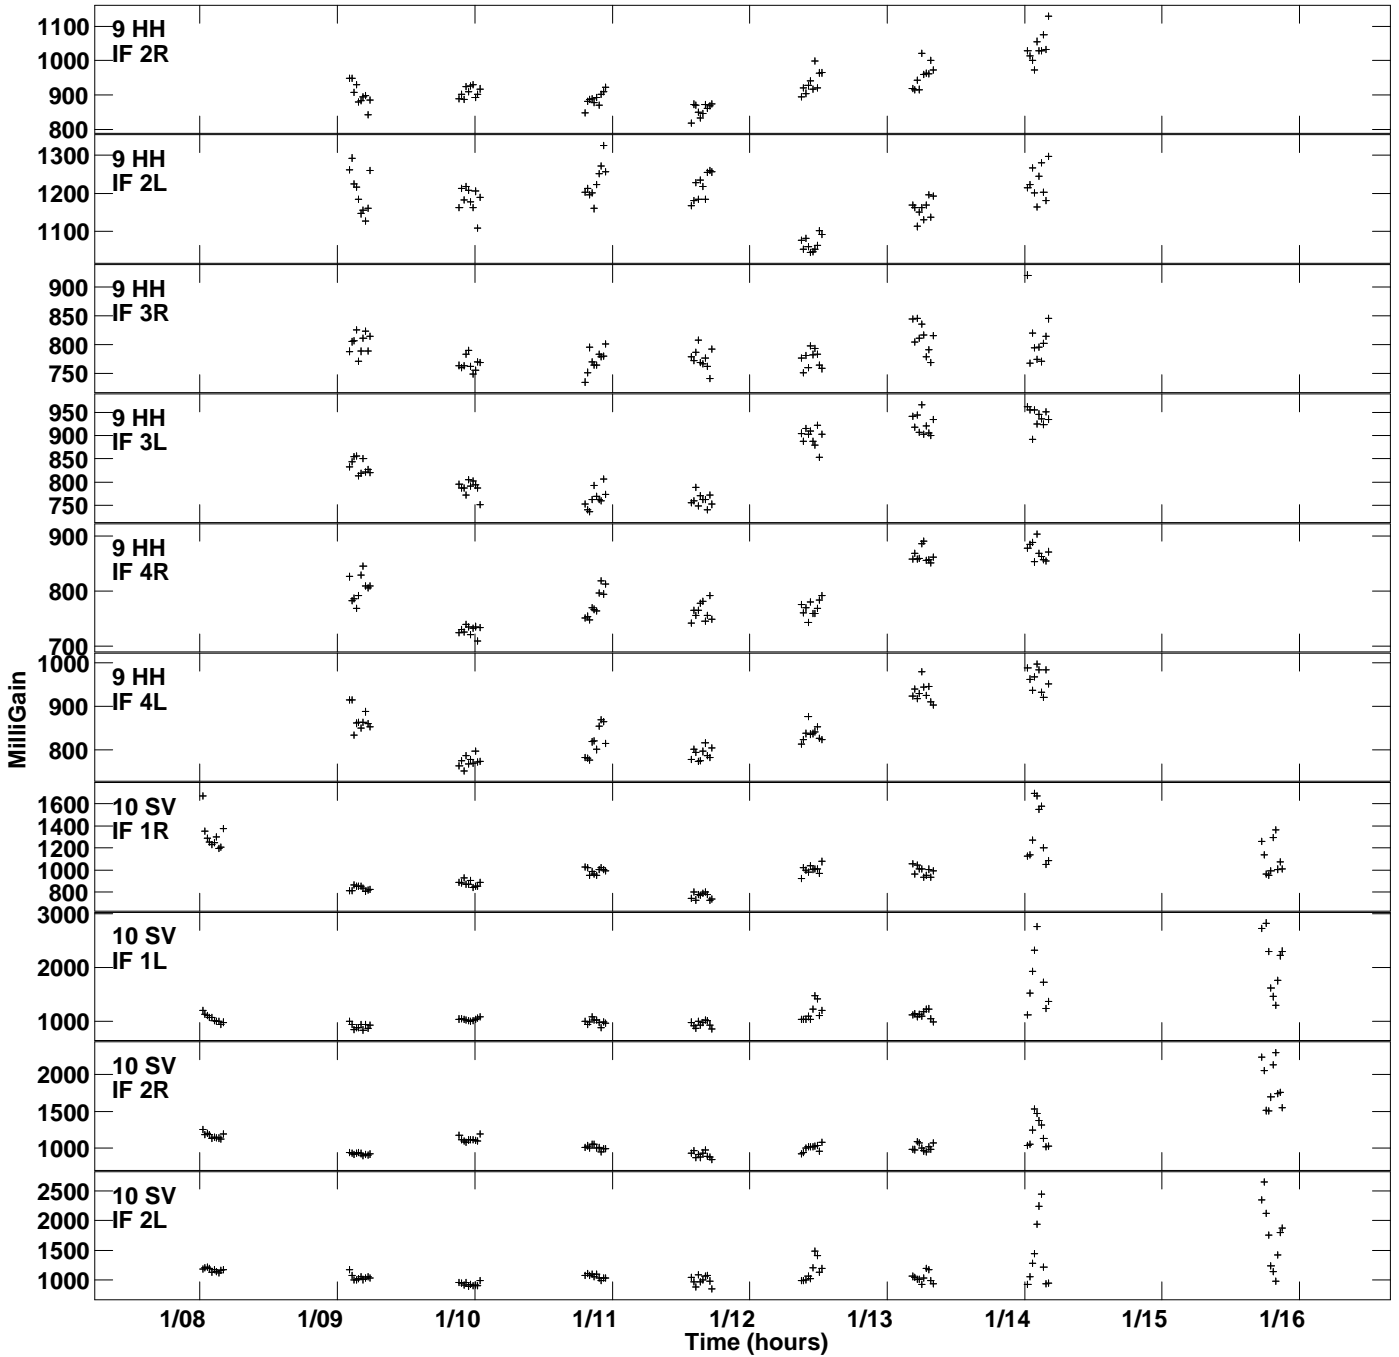 MilliGain
9 HH
IF 2R
1100
1000
900
800
9 HH
IF 2L
1300
1200
1100
9 HH
IF 3R
900
850
800
750
9 HH
IF 3L
950
900
850
800
750
9 HH
IF 4R
900
800
700
9 HH
IF 4L
1000
900
800
10 SV
IF 1R
1600
1400
1200
1000
800
10 SV
IF 1L
3000
2000
1000
10 SV
IF 2R
2000
1500
1000
10 SV
IF 2L
2500
2000
1500
1000
1/08 1/09 1/10 1/11 1/12 1/13 1/14 1/15 1/16
Time (hours)